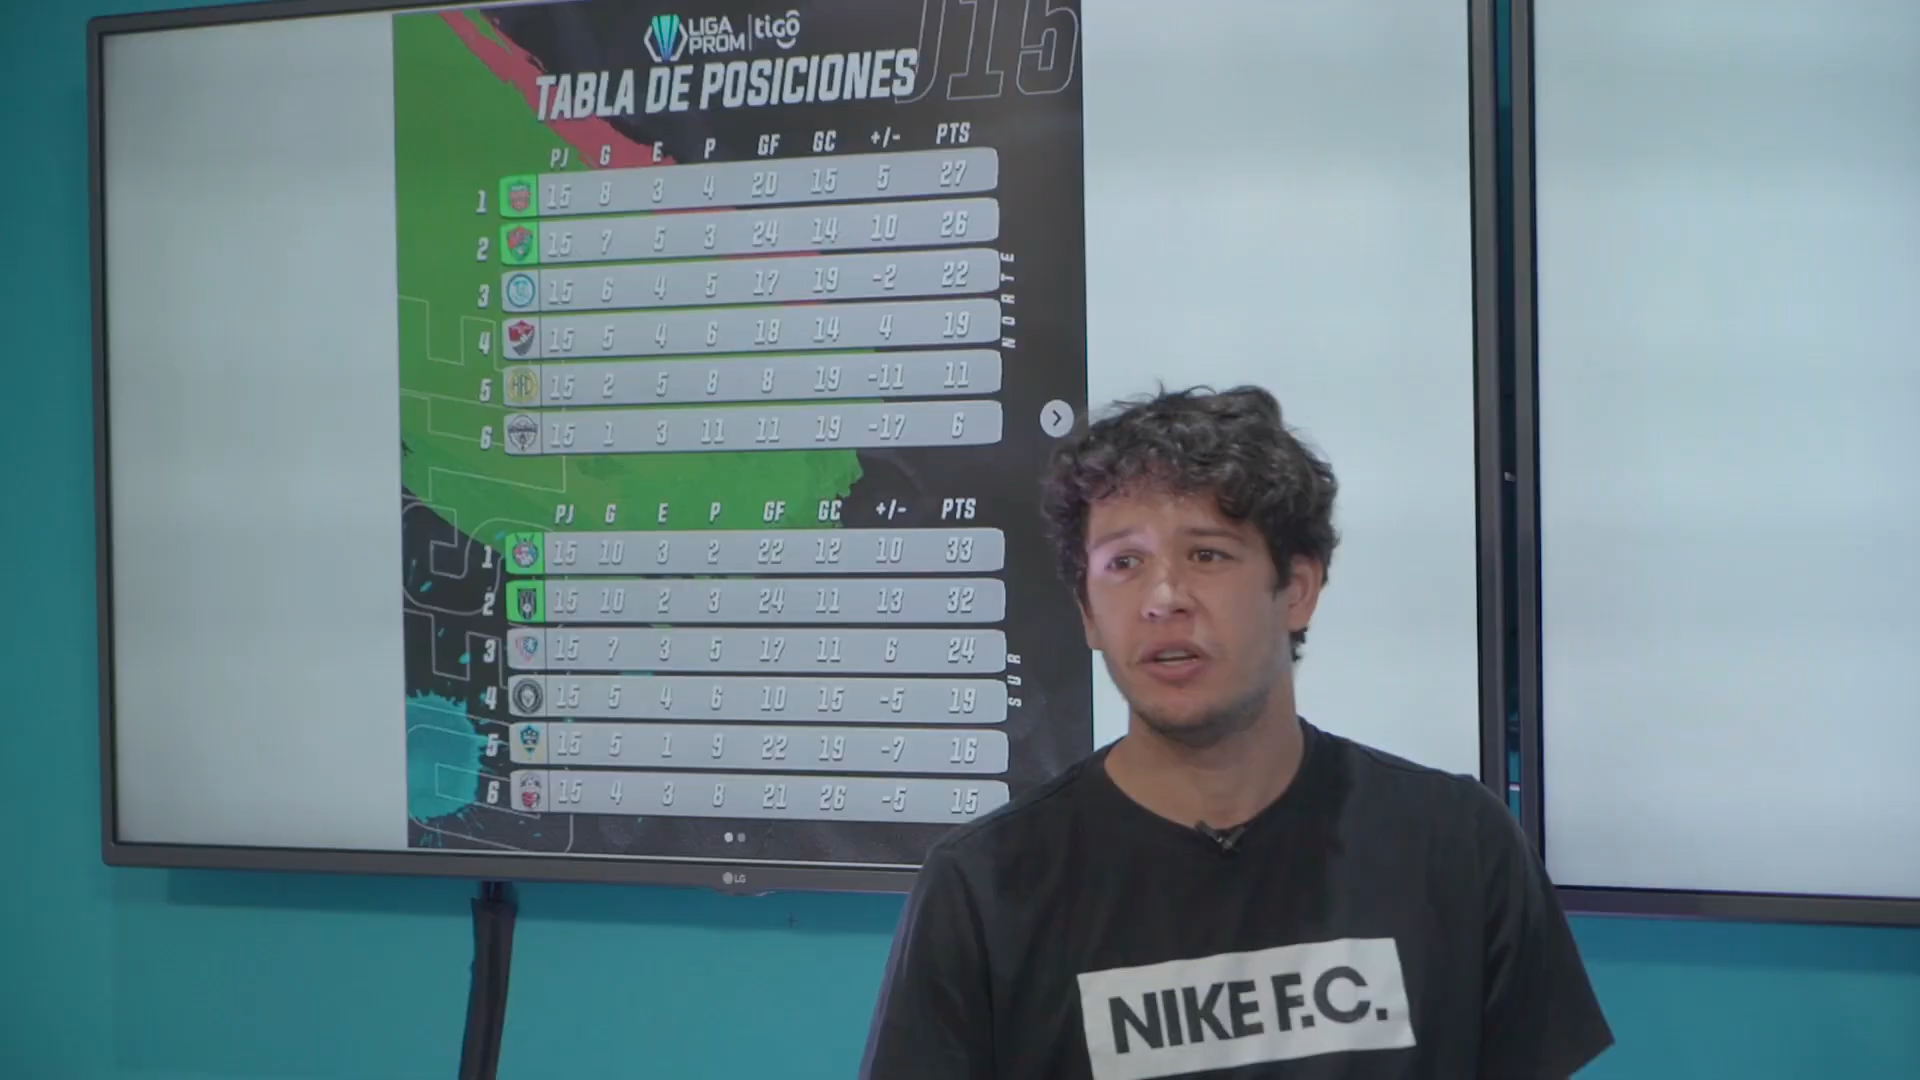 LIGA PROM | tigo
J15
TABLA DE POSICIONES
PJ G E P GF GC +/- PTS
1 15 8 3 4 20 15 5 27
2 15 7 5 3 24 14 10 26
3 15 6 4 5 17 19 -2 22
4 15 5 4 6 18 14 4 19
5 HFC 15 2 5 8 8 19 -11 11
6 15 1 3 11 11 19 -17 6
NORTE
PJ G E P GF GC +/- PTS
1 15 10 3 2 22 12 10 33
2 15 10 2 3 24 11 13 32
3 15 7 3 5 17 11 6 24
4 15 5 4 6 10 15 -5 19
5 15 5 1 9 22 19 -7 16
6 15 4 3 8 21 26 -5 15
SUR
LG
NIKE F.C.